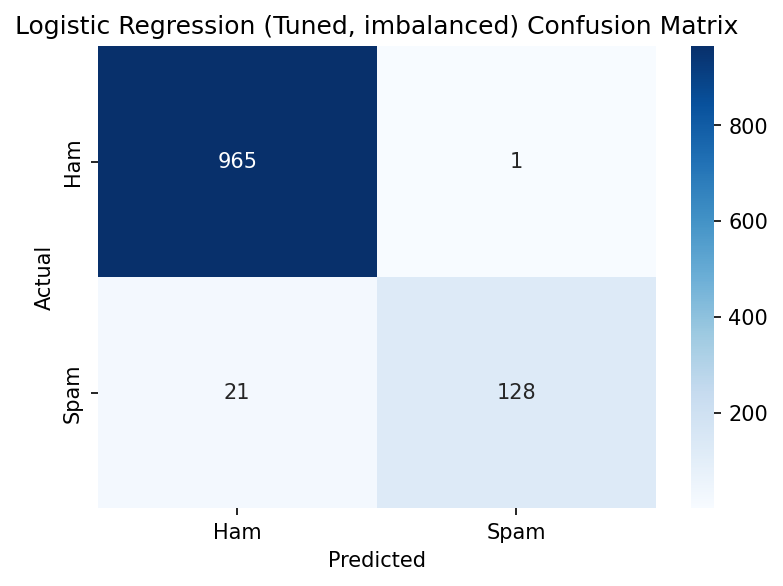 Logistic Regression (Tuned, imbalanced) Confusion Matrix
Ham
965
1
800
600
Actual
400
Spam
21
128
200
Ham
Spam
Predicted